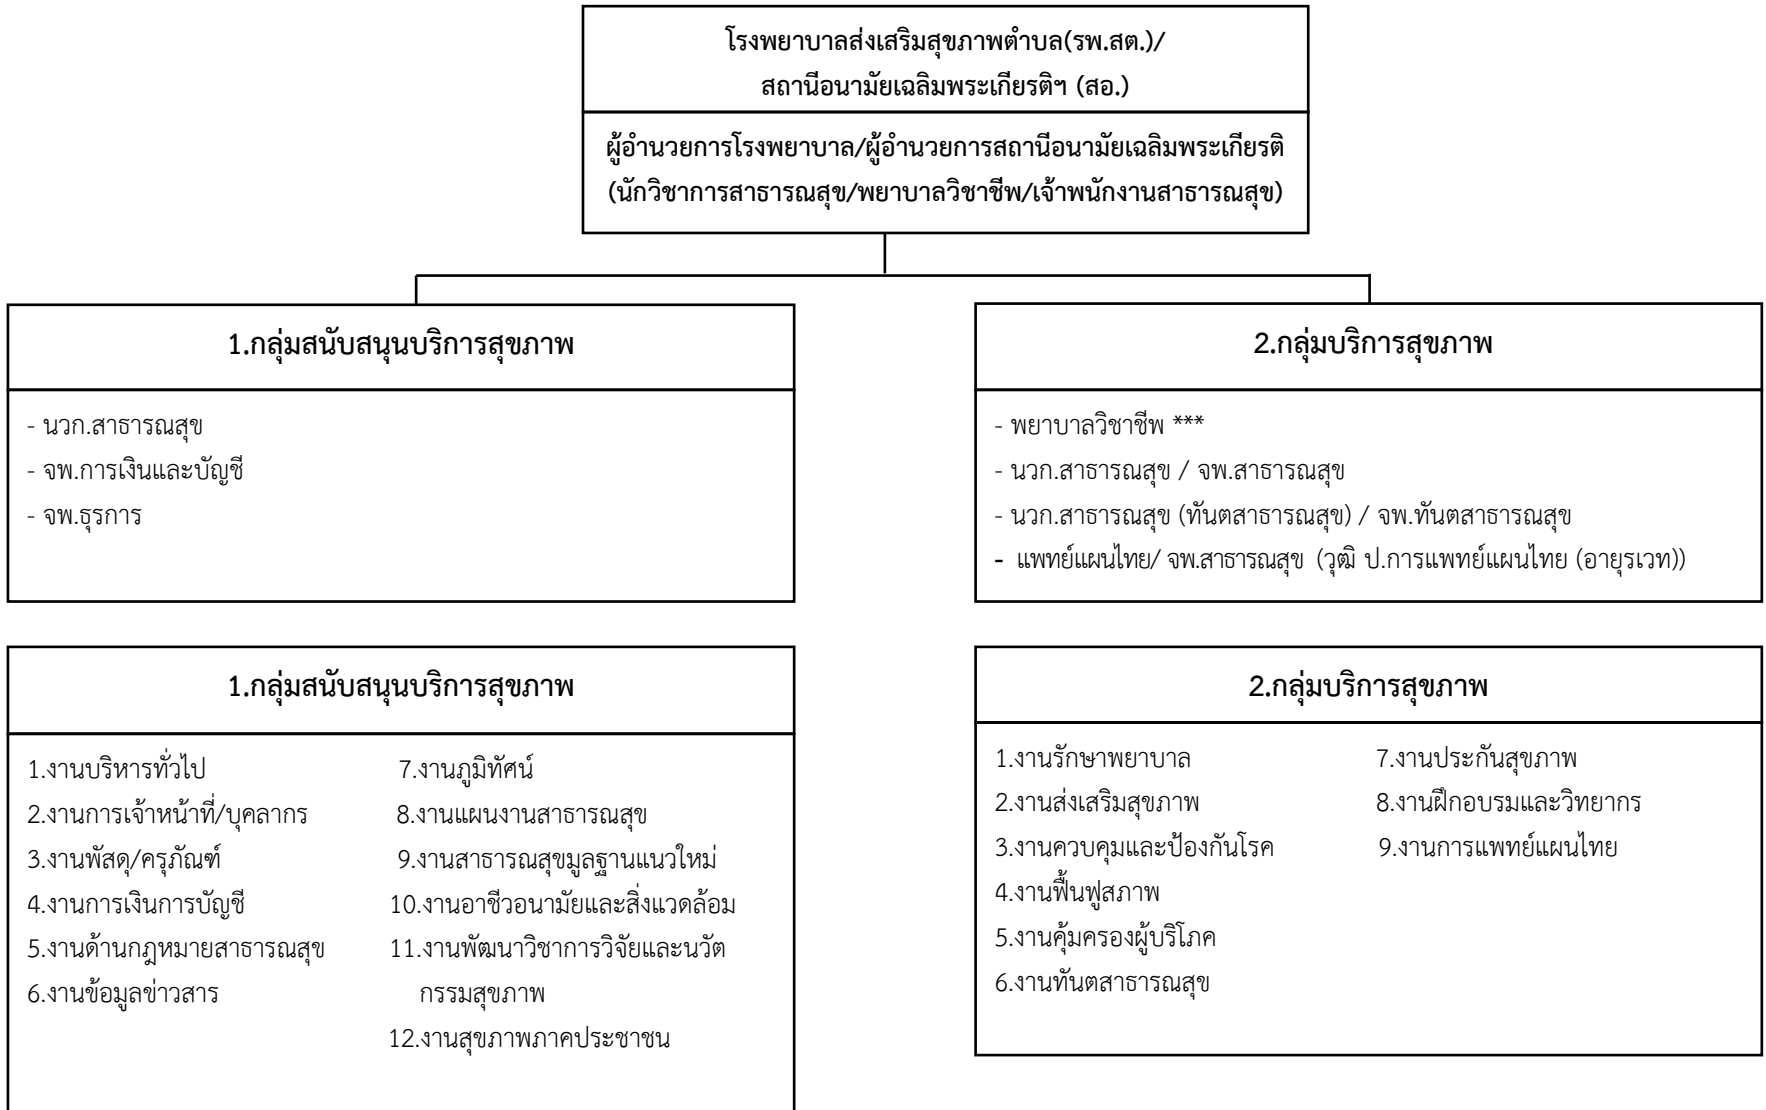 โรงพยาบาลส่งเสริมสุขภาพตำบล(รพ.สต.)/
สถานีอนามัยเฉลิมพระเกียรติฯ (สอ.)
ผู้อำนวยการโรงพยาบาล/ผู้อำนวยการสถานีอนามัยเฉลิมพระเกียรติ
(นักวิชาการสาธารณสุข/พยาบาลวิชาชีพ/เจ้าพนักงานสาธารณสุข)
1.กลุ่มสนับสนุนบริการสุขภาพ
- นวก.สาธารณสุข
- จพ.การเงินและบัญชี
- จพ.ธุรการ
2.กลุ่มบริการสุขภาพ
- พยาบาลวิชาชีพ ***
- นวก.สาธารณสุข / จพ.สาธารณสุข
- นวก.สาธารณสุข (ทันตสาธารณสุข) / จพ.ทันตสาธารณสุข
- แพทย์แผนไทย/ จพ.สาธารณสุข (วุฒิ ป.การแพทย์แผนไทย (อายุรเวท))
1.กลุ่มสนับสนุนบริการสุขภาพ
1.งานบริหารทั่วไป
2.งานการเจ้าหน้าที่/บุคลากร
3.งานพัสดุ/ครุภัณฑ์
4.งานการเงินการบัญชี
5.งานด้านกฎหมายสาธารณสุข
6.งานข้อมูลข่าวสาร
7.งานภูมิทัศน์
8.งานแผนงานสาธารณสุข
9.งานสาธารณสุขมูลฐานแนวใหม่
10.งานอาชีวอนามัยและสิ่งแวดล้อม
11.งานพัฒนาวิชาการวิจัยและนวัต
กรรมสุขภาพ
12.งานสุขภาพภาคประชาชน
2.กลุ่มบริการสุขภาพ
1.งานรักษาพยาบาล
2.งานส่งเสริมสุขภาพ
3.งานควบคุมและป้องกันโรค
4.งานฟื้นฟูสภาพ
5.งานคุ้มครองผู้บริโภค
6.งานทันตสาธารณสุข
7.งานประกันสุขภาพ
8.งานฝึกอบรมและวิทยากร
9.งานการแพทย์แผนไทย